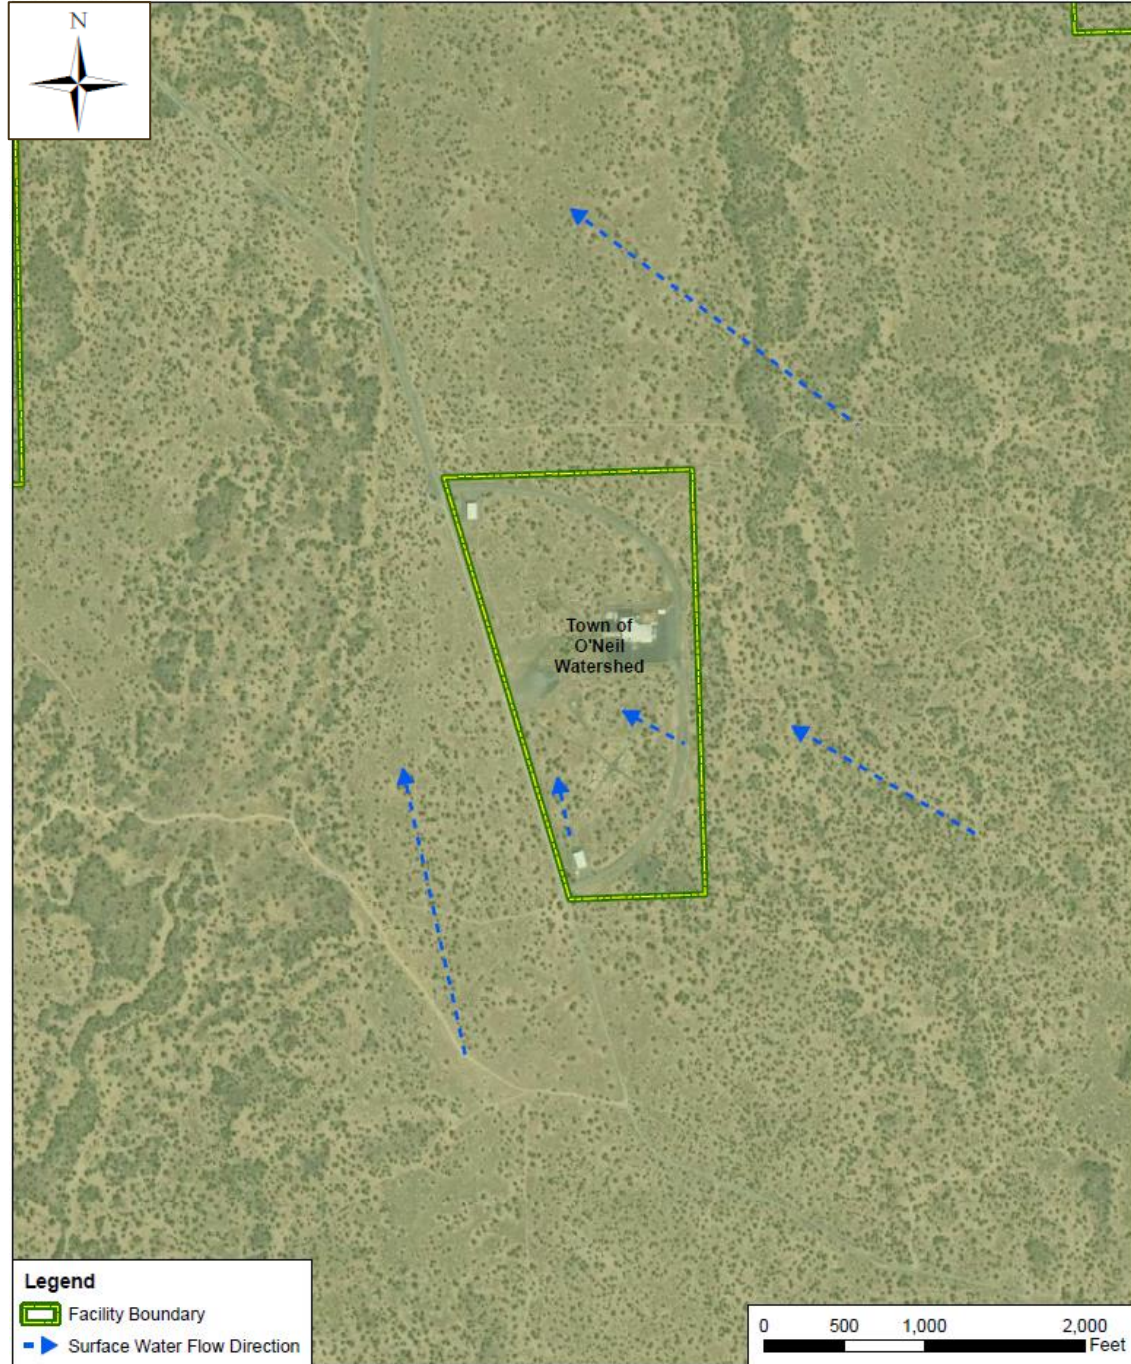 N
Town of
O'Neil
Watershed
Legend
Facility Boundary
Surface Water Flow Direction
0 500 1,000 2,000
Feet